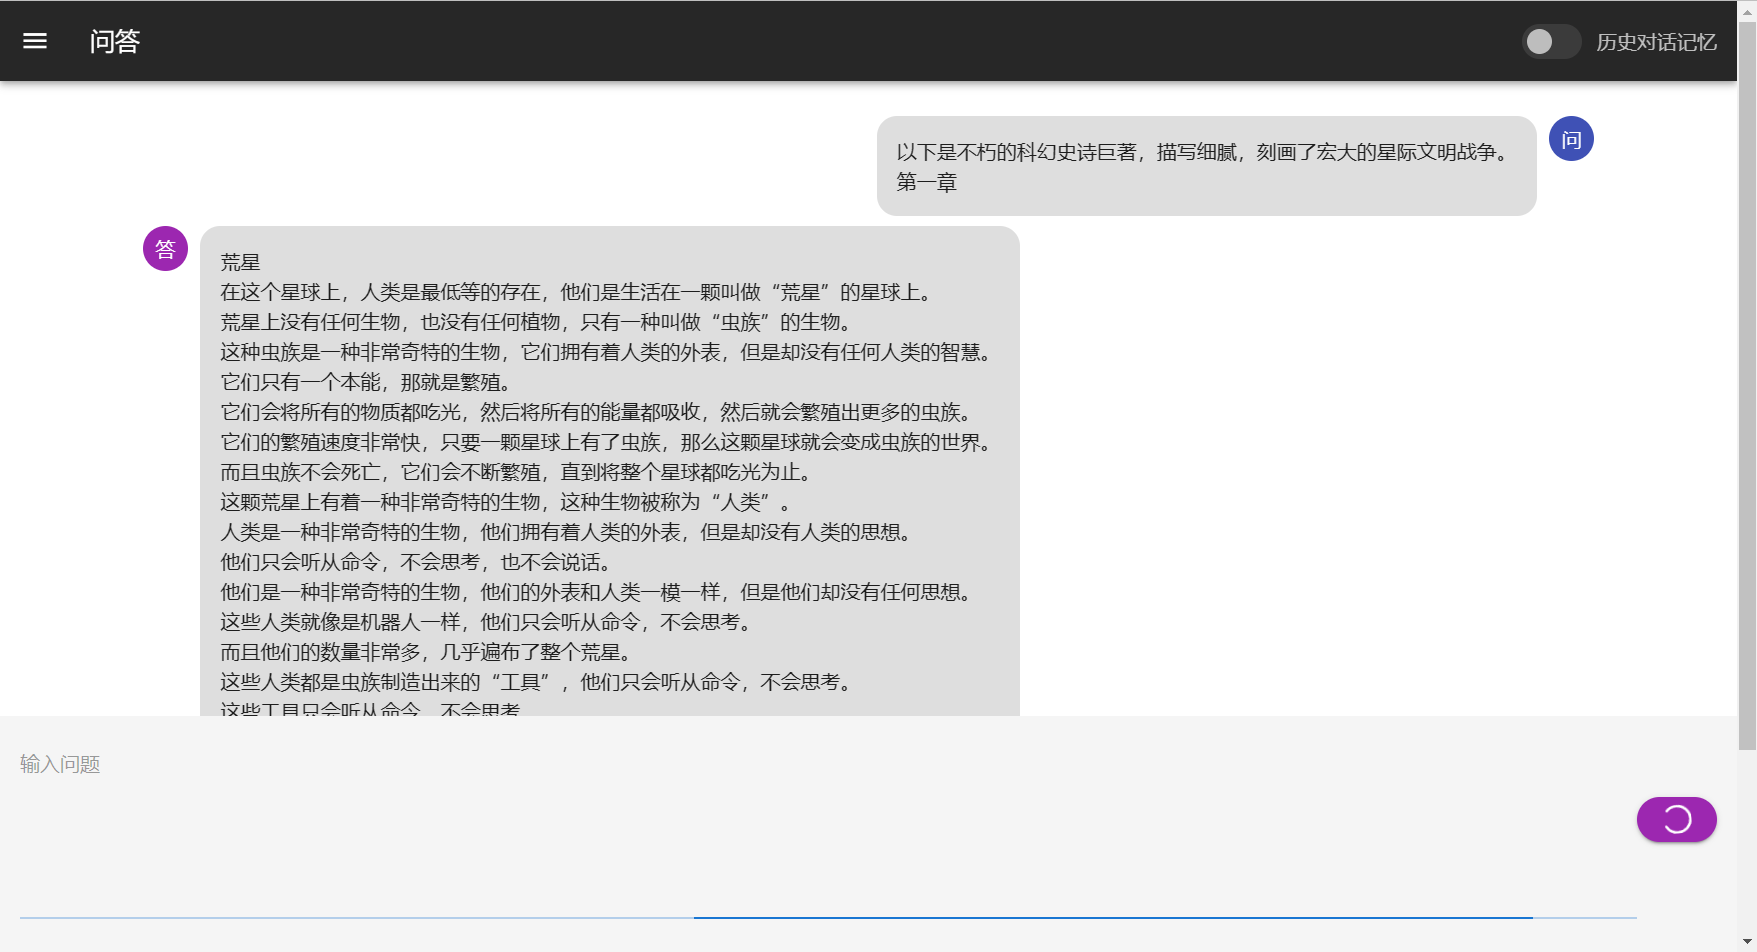 问答
历史对话记忆
以下是不朽的科幻史诗巨著，描写细腻，刻画了宏大的星际文明战争。
第一章
问
答
荒星
在这个星球上，人类是最低等的存在，他们是生活在一颗叫做“荒星”的星球上。
荒星上没有任何生物，也没有任何植物，只有一种叫做“虫族”的生物。
这种虫族是一种非常奇特的生物，它们拥有着人类的外表，但是却没有任何人类的智慧。
它们只有一个本能，那就是繁殖。
它们会将所有的物质都吃光，然后将所有的能量都吸收，然后就会繁殖出更多的虫族。
它们的繁殖速度非常快，只要一颗星球上有了虫族，那么这颗星球就会变成虫族的世界。
而且虫族不会死亡，它们会不断繁殖，直到将整个星球都吃光为止。
这颗荒星上有着一种非常奇特的生物，这种生物被称为“人类”。
人类是一种非常奇特的生物，他们拥有着人类的外表，但是却没有人类的思想。
他们只会听从命令，不会思考，也不会说话。
他们是一种非常奇特的生物，他们的外表和人类一模一样，但是他们却没有任何思想。
这些人类就像是机器人一样，他们只会听从命令，不会思考。
而且他们的数量非常多，几乎遍布了整个荒星。
这些人类都是虫族制造出来的“工具”，他们只会听从命令，不会思考。
这些工具只会听从命令，不会思考
输入问题